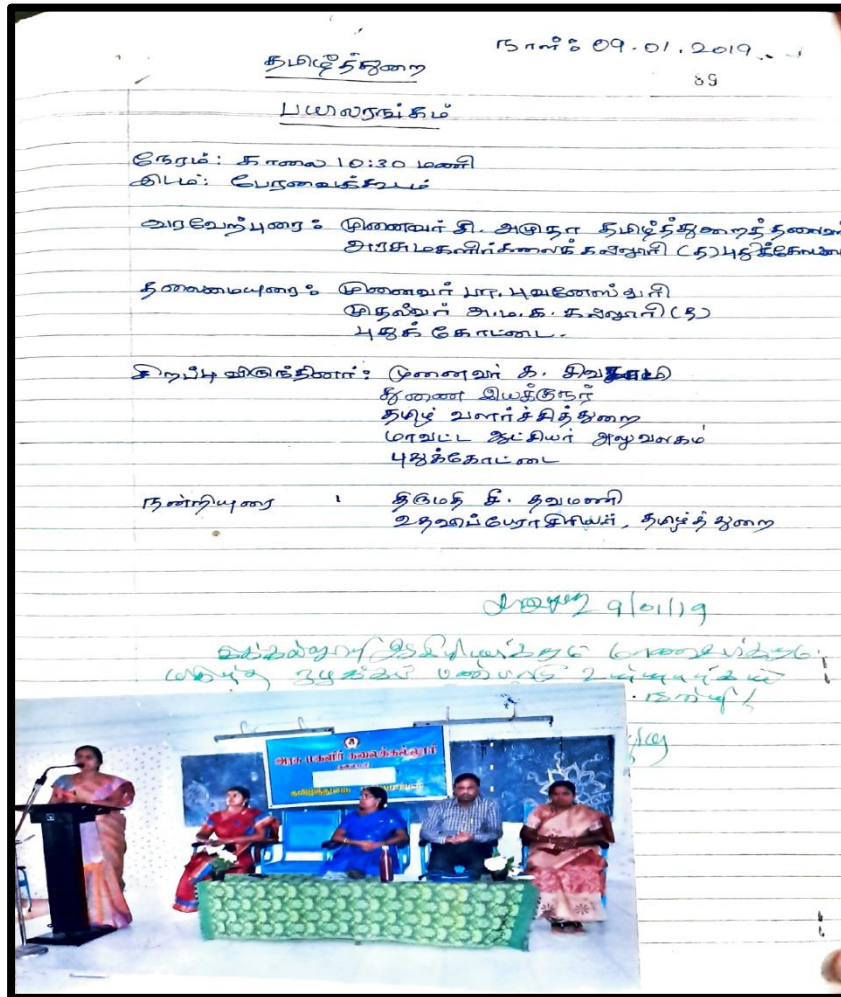 நாள்: 09.01.2019
தமிழ்த்துறை
89
பயிலரங்கம்
நேரம்: காலை 10:30 மணி
இடம்: பேரவைக்கூடம்
வரவேற்புரை: முனைவர் சி. அமுதா தமிழ்த்துறைத்தலைவர்
அரசு மகளிர் கலைக் கல்லூரி (த) புதுக்கோட்டை
தலைமையுரை: முனைவர் பா. புவனேஸ்வரி
முதல்வர் அ.ம.க. கல்லூரி (த)
புதுக்கோட்டை.
சிறப்பு விருந்தினர்: முனைவர் க.
துணை இயக்குநர்
தமிழ் வளர்ச்சித்துறை
மாவட்ட ஆட்சியர் அலுவலகம்
புதுக்கோட்டை
நன்றியுரை : திருமதி சீ. தவமணி
உதவிப்பேராசிரியர், தமிழ்த்துறை
9/01/19
நன்றி!
அரசு மகளிர் கலைக்கல்லூரி
தமிழ்த்துறை